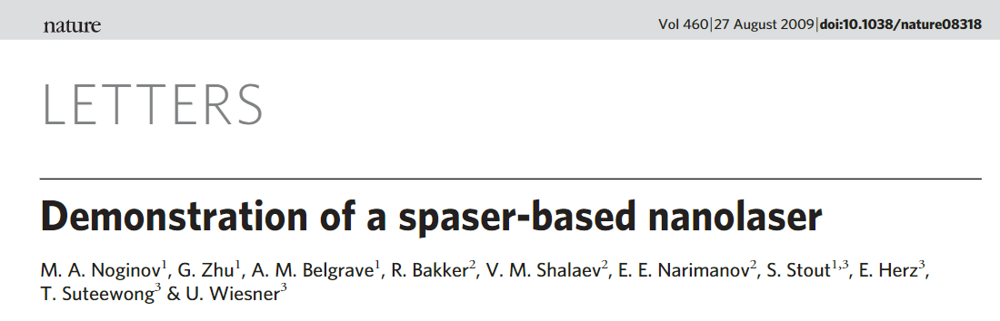 nature
Vol 460|27 August 2009|doi:10.1038/nature08318
LETTERS
Demonstration of a spaser-based nanolaser
M. A. Noginov¹, G. Zhu¹, A. M. Belgrave¹, R. Bakker², V. M. Shalaev², E. E. Narimanov², S. Stout¹,³, E. Herz³,
T. Suteewong³ & U. Wiesner³